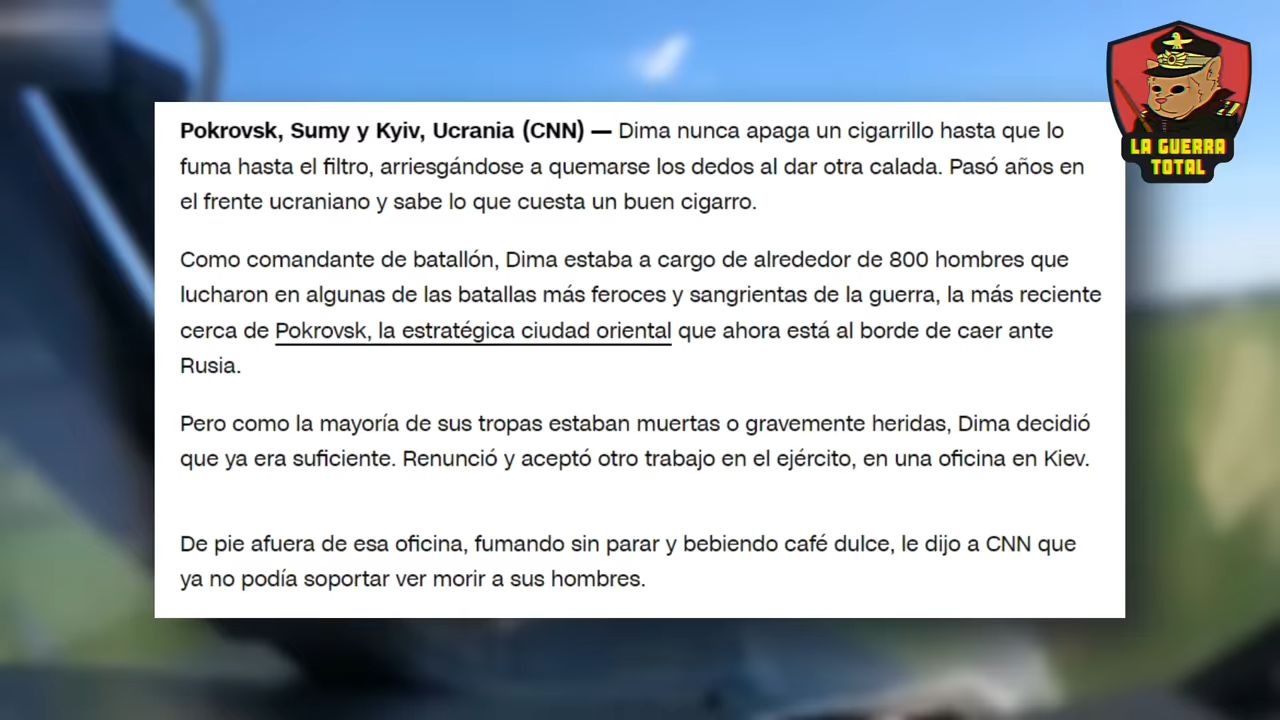 Pokrovsk, Sumy y Kyiv, Ucrania (CNN) — Dima nunca apaga un cigarrillo hasta que lo
fuma hasta el filtro, arriesgándose a quemarse los dedos al dar otra calada. Pasó años en
el frente ucraniano y sabe lo que cuesta un buen cigarro.
Como comandante de batallón, Dima estaba a cargo de alrededor de 800 hombres que
lucharon en algunas de las batallas más feroces y sangrientas de la guerra, la más reciente
cerca de Pokrovsk, la estratégica ciudad oriental que ahora está al borde de caer ante
Rusia.
Pero como la mayoría de sus tropas estaban muertas o gravemente heridas, Dima decidió
que ya era suficiente. Renunció y aceptó otro trabajo en el ejército, en una oficina en Kiev.
De pie afuera de esa oficina, fumando sin parar y bebiendo café dulce, le dijo a CNN que
ya no podía soportar ver morir a sus hombres.
LA GUERRA
TOTAL